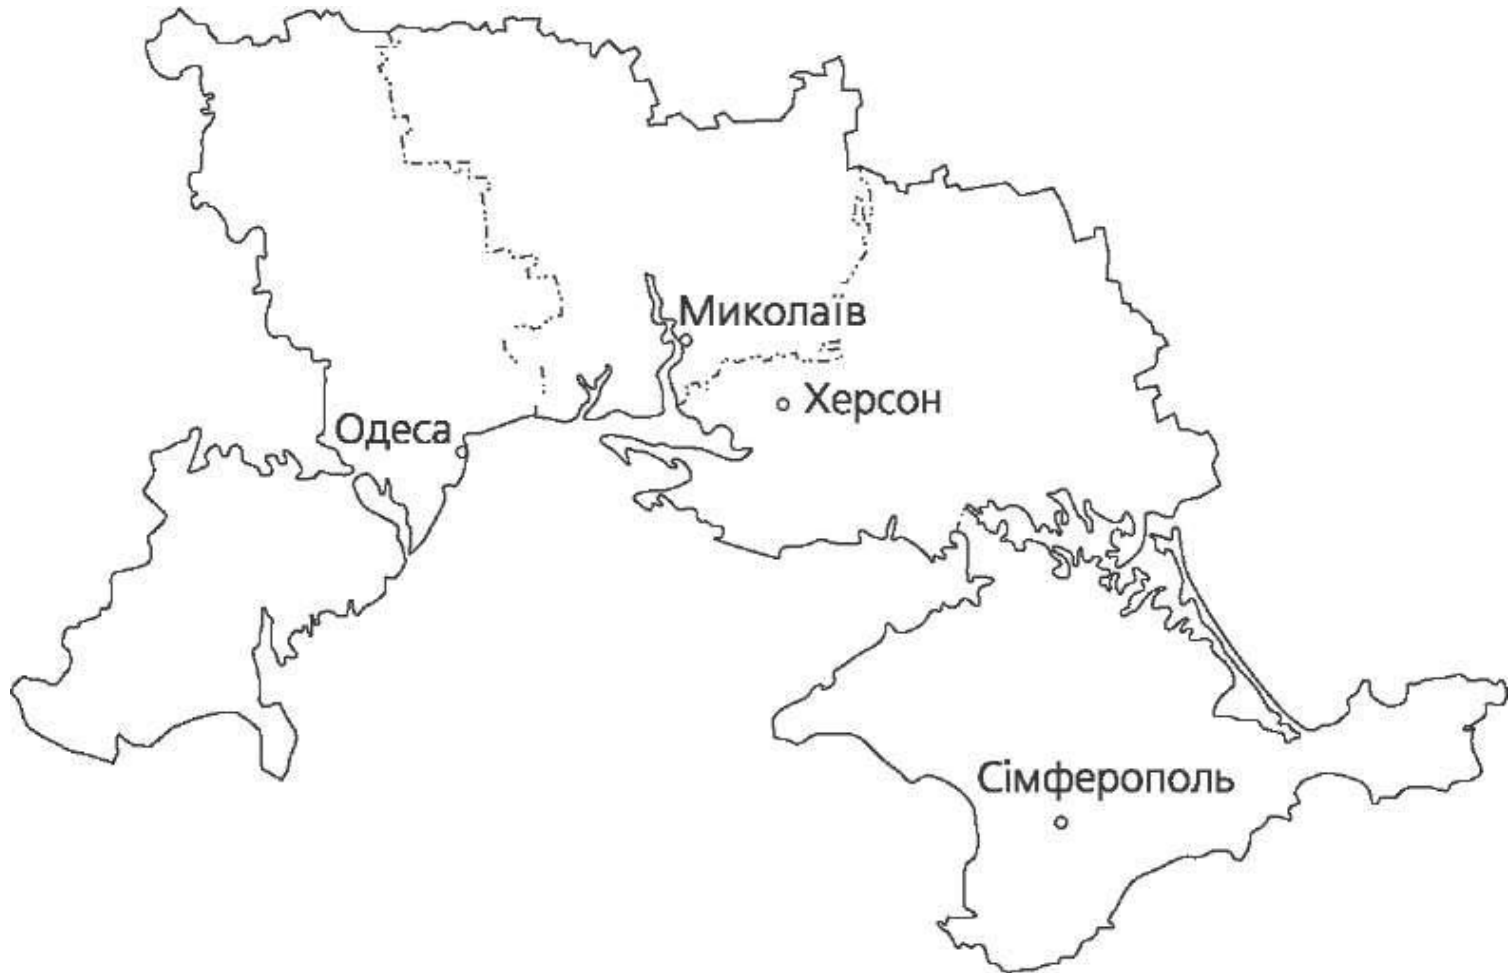 Миколаїв
Херсон
Одеса
Сімферополь